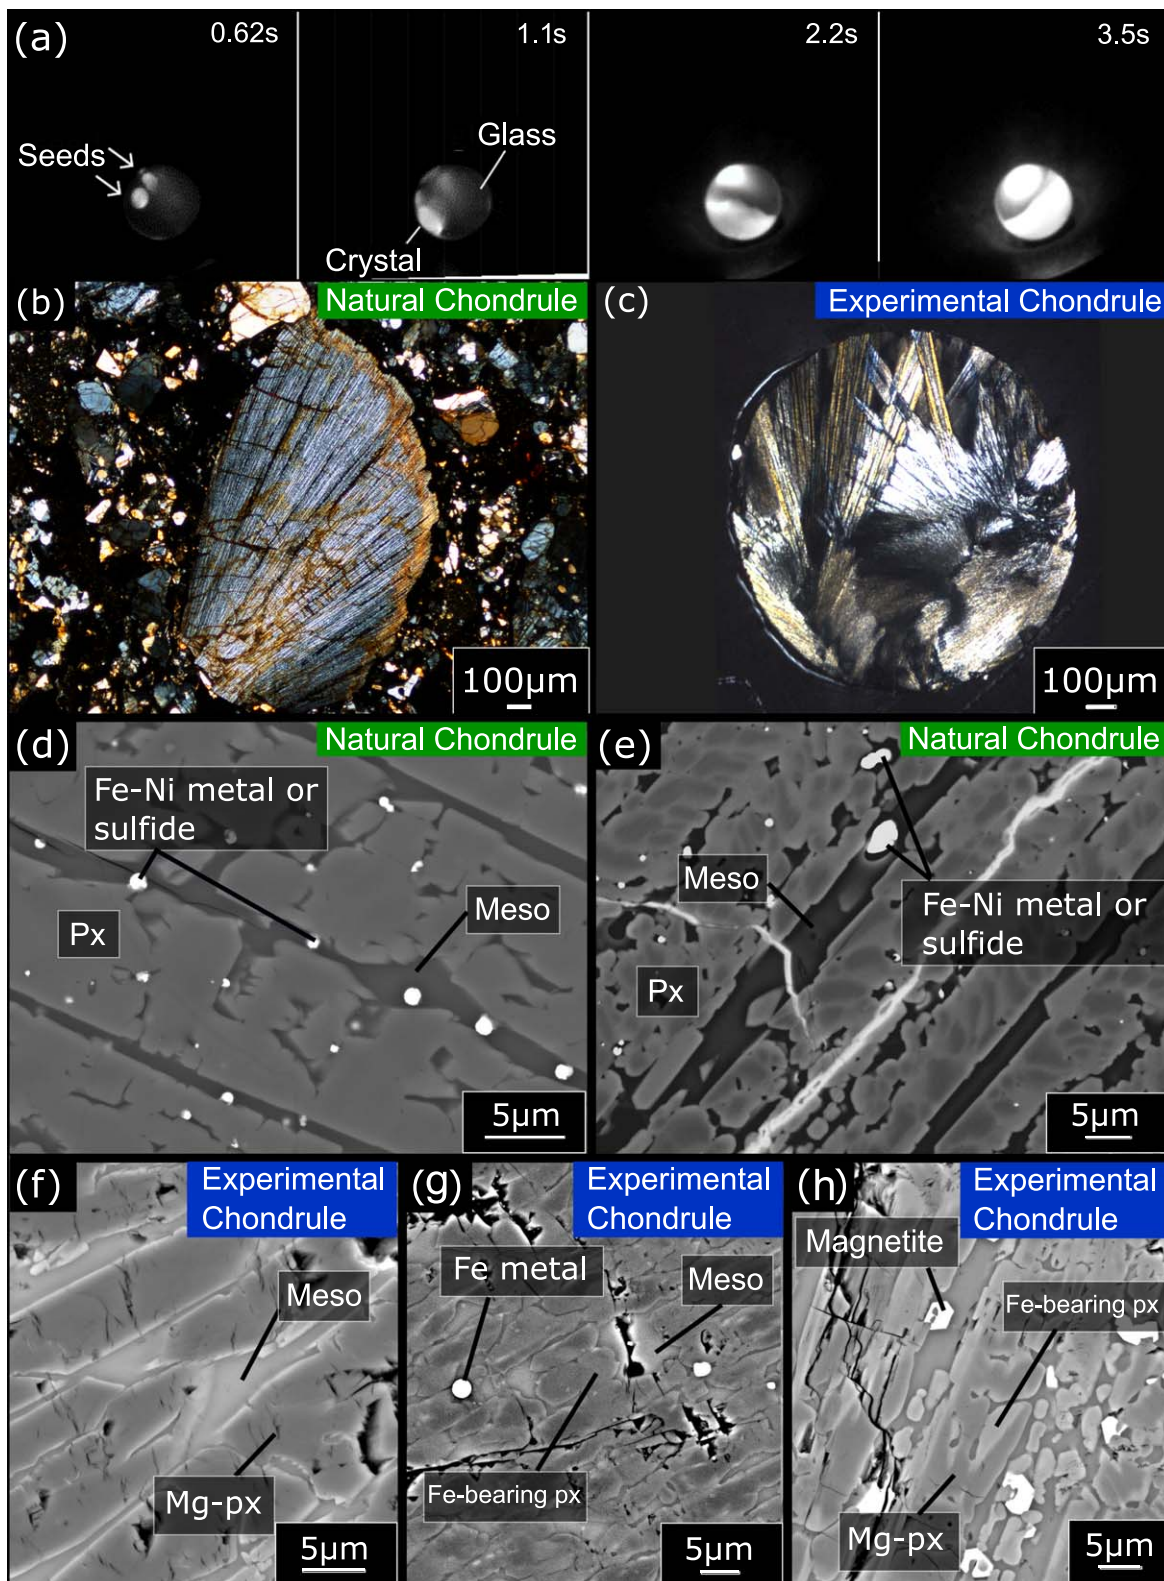 (a)
0.62s
1.1s
2.2s
3.5s
Seeds
Glass
Crystal
(b)
Natural Chondrule
(c)
Experimental Chondrule
100µm
100µm
(d)
Natural Chondrule
Fe-Ni metal or
sulfide
Meso
Px
5µm
(e)
Natural Chondrule
Meso
Fe-Ni metal or
sulfide
Px
5µm
(f)
Experimental
Chondrule
Meso
Mg-px
5µm
(g)
Experimental
Chondrule
Fe metal
Meso
Fe-bearing px
5µm
(h)
Experimental
Chondrule
Magnetite
Fe-bearing px
Mg-px
5µm